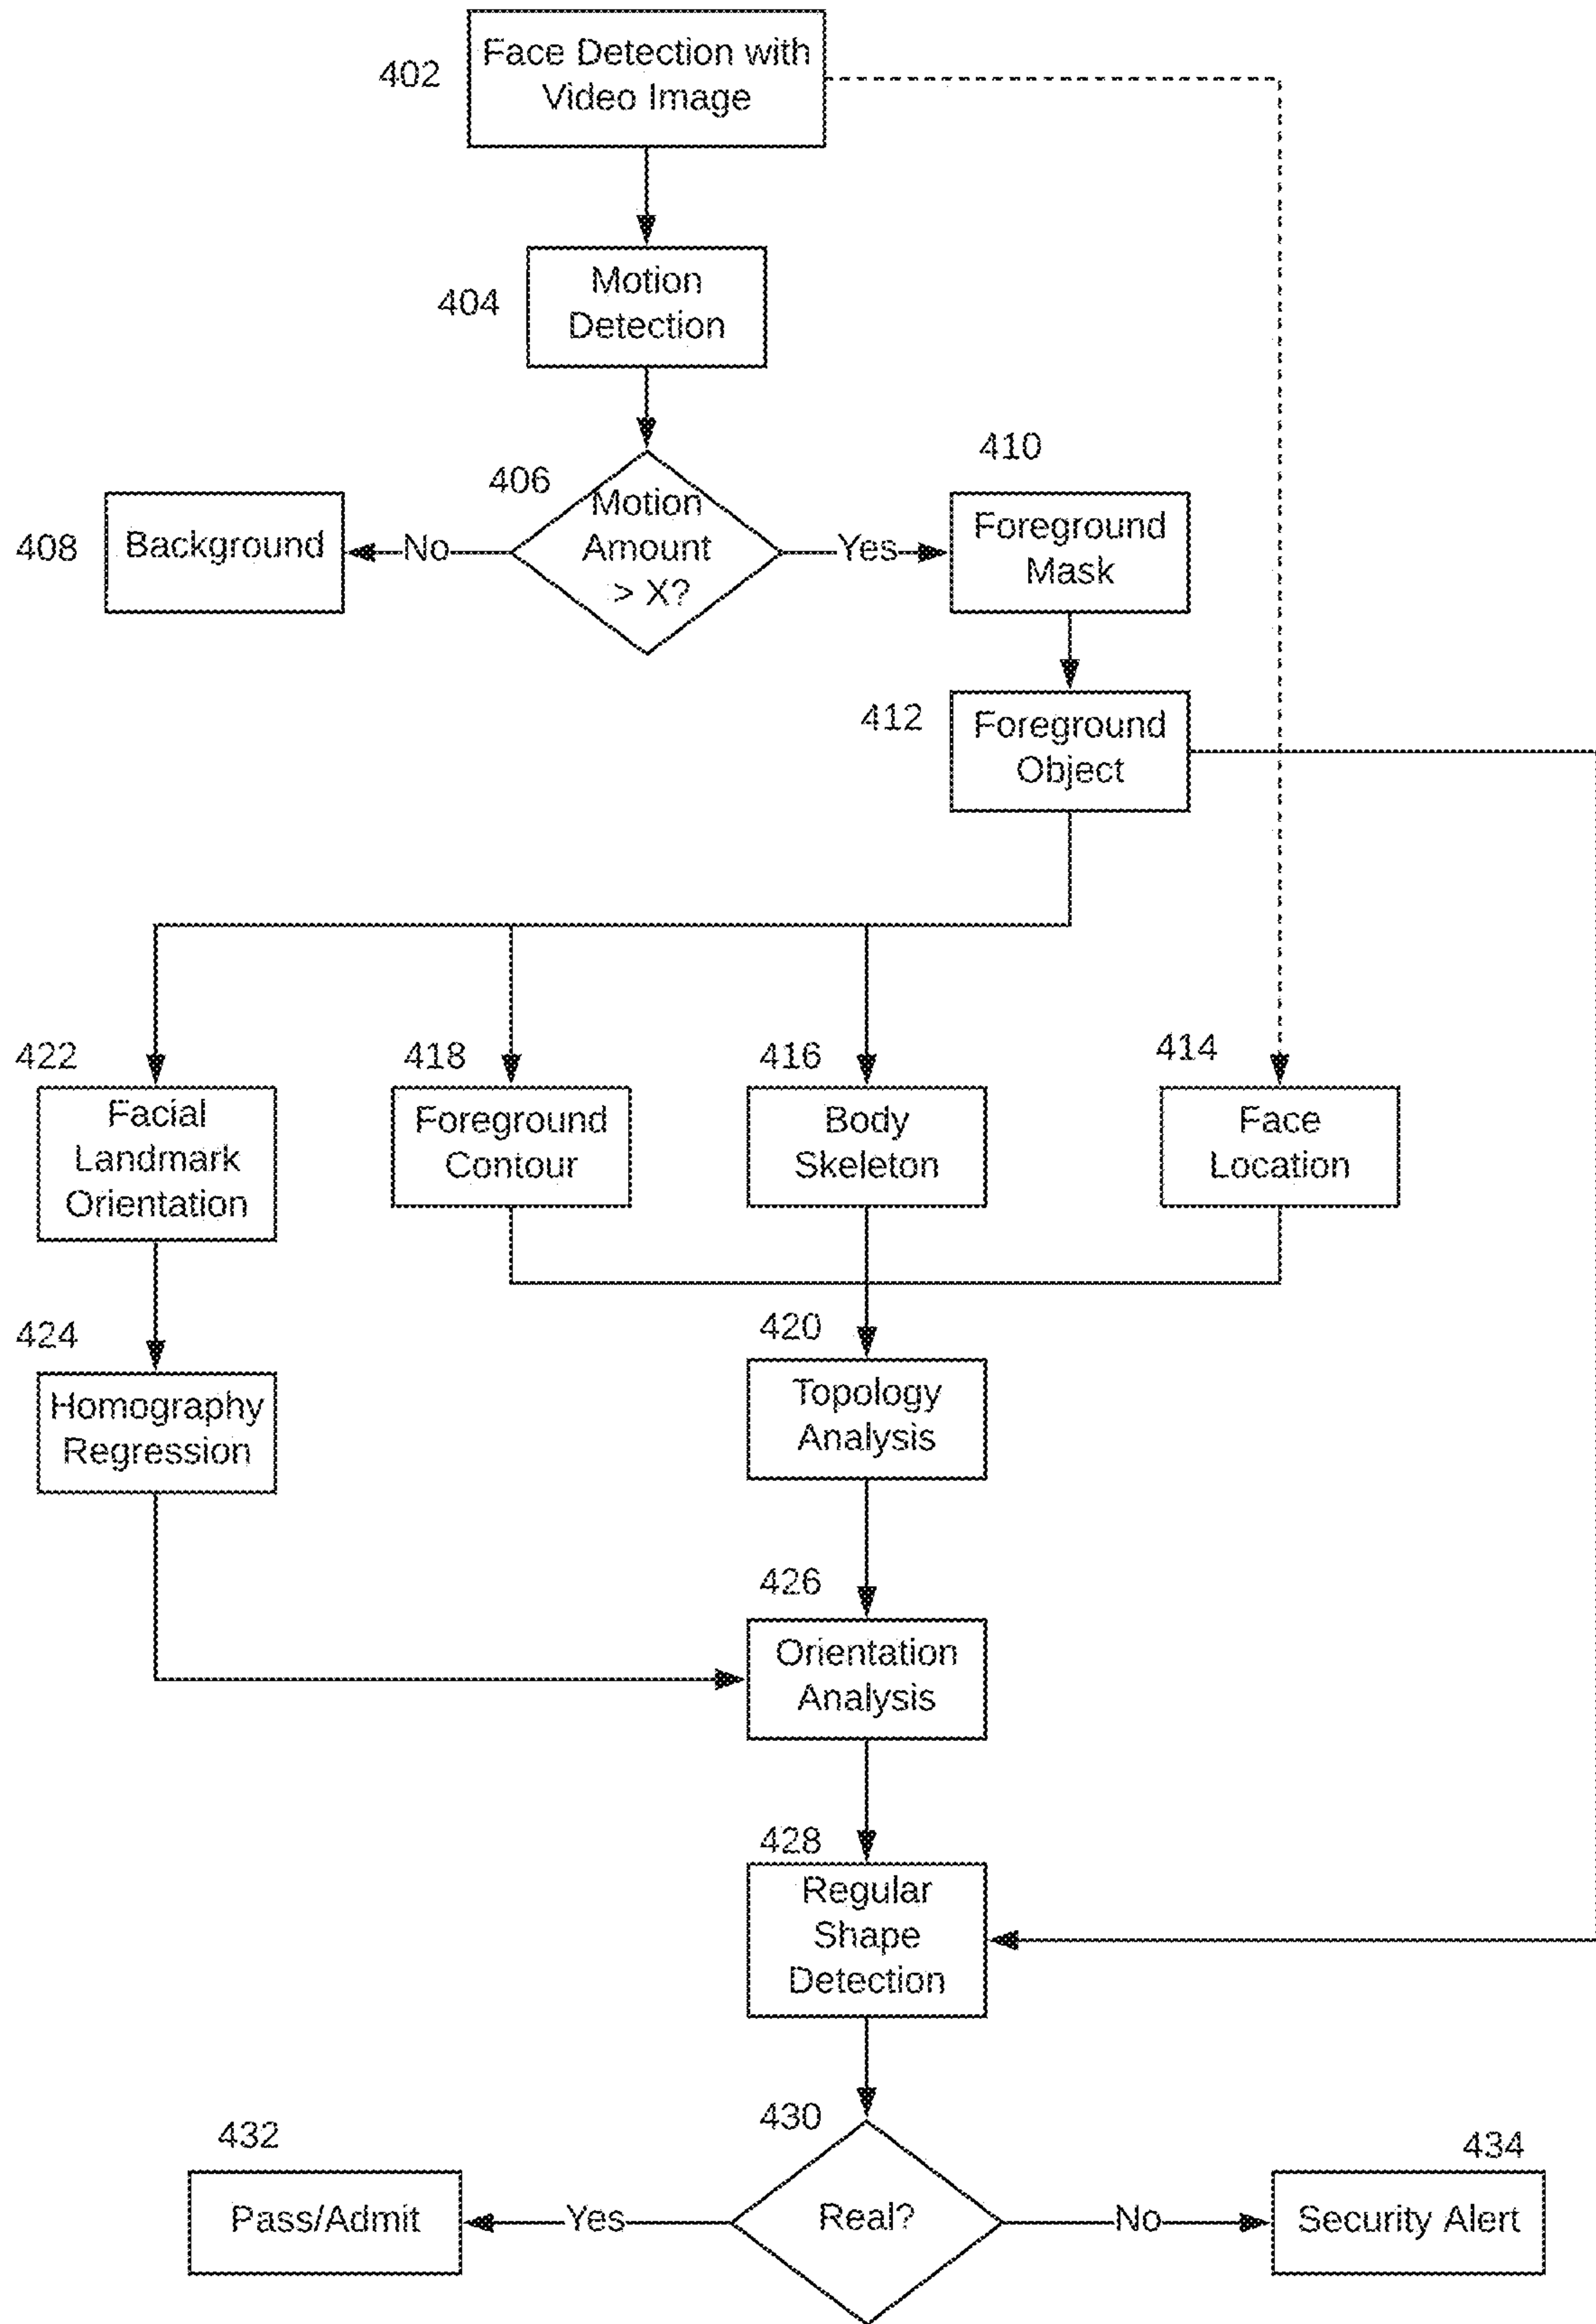 402
Face Detection with
Video Image
404
Motion
Detection
406
Motion
Amount
> X?
No
Yes
408
Background
410
Foreground
Mask
412
Foreground
Object
422
Facial
Landmark
Orientation
418
Foreground
Contour
416
Body
Skeleton
414
Face
Location
424
Homography
Regression
420
Topology
Analysis
426
Orientation
Analysis
428
Regular
Shape
Detection
430
Real?
Yes
No
432
Pass/Admit
434
Security Alert